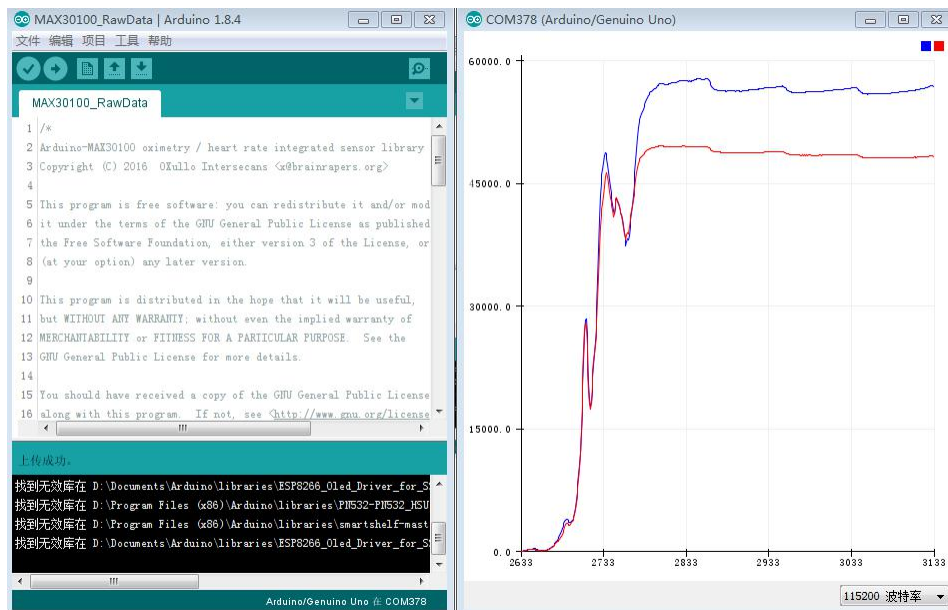 MAX30100_RawData | Arduino 1.8.4
文件 编辑 项目 工具 帮助
MAX30100_RawData
1 /*
2 Arduino-MAX30100 oximetry / heart rate integrated sensor library
3 Copyright (C) 2016 OXullo Intersecans <x@brainrapers.org>
4
5 This program is free software: you can redistribute it and/or mod
6 it under the terms of the GNU General Public License as published
7 the Free Software Foundation, either version 3 of the License, or
8 (at your option) any later version.
9
10 This program is distributed in the hope that it will be useful,
11 but WITHOUT ANY WARRANTY; without even the implied warranty of
12 MERCHANTABILITY or FITNESS FOR A PARTICULAR PURPOSE. See the
13 GNU General Public License for more details.
14
15 You should have received a copy of the GNU General Public License
16 along with this program. If not, see <http://www.gnu.org/license
上传成功。
找到无效库在 D:\Documents\Arduino\libraries\ESP8266_Oled_Driver_for_S
找到无效库在 D:\Program Files (x86)\Arduino\libraries\PN532-PN532_HSU
找到无效库在 D:\Program Files (x86)\Arduino\libraries\smartshelf-mast
找到无效库在 D:\Documents\Arduino\libraries\ESP8266_Oled_Driver_for_S
Arduino/Genuino Uno 在 COM378
COM378 (Arduino/Genuino Uno)
60000.0
45000.0
30000.0
15000.0
0.0
2633 2733 2833 2933 3033 3133
115200 波特率